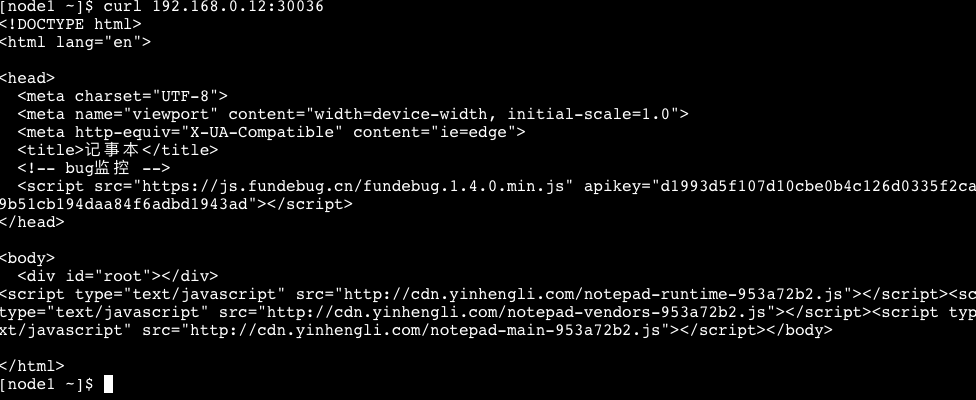 [node1 ~]$ curl 192.168.0.12:30036
<!DOCTYPE html>
<html lang="en">
<head>
  <meta charset="UTF-8">
  <meta name="viewport" content="width=device-width, initial-scale=1.0">
  <meta http-equiv="X-UA-Compatible" content="ie=edge">
  <title>记事本</title>
  <!-- bug监控 -->
  <script src="https://js.fundebug.cn/fundebug.1.4.0.min.js" apikey="d1993d5f107d10cbe0b4c126d0335f2ca
9b51cb194daa84f6adbd1943ad"></script>
</head>
<body>
  <div id="root"></div>
<script type="text/javascript" src="http://cdn.yinhengli.com/notepad-runtime-953a72b2.js"></script><sc
type="text/javascript" src="http://cdn.yinhengli.com/notepad-vendors-953a72b2.js"></script><script typ
xt/javascript" src="http://cdn.yinhengli.com/notepad-main-953a72b2.js"></script></body>
</html>
[node1 ~]$